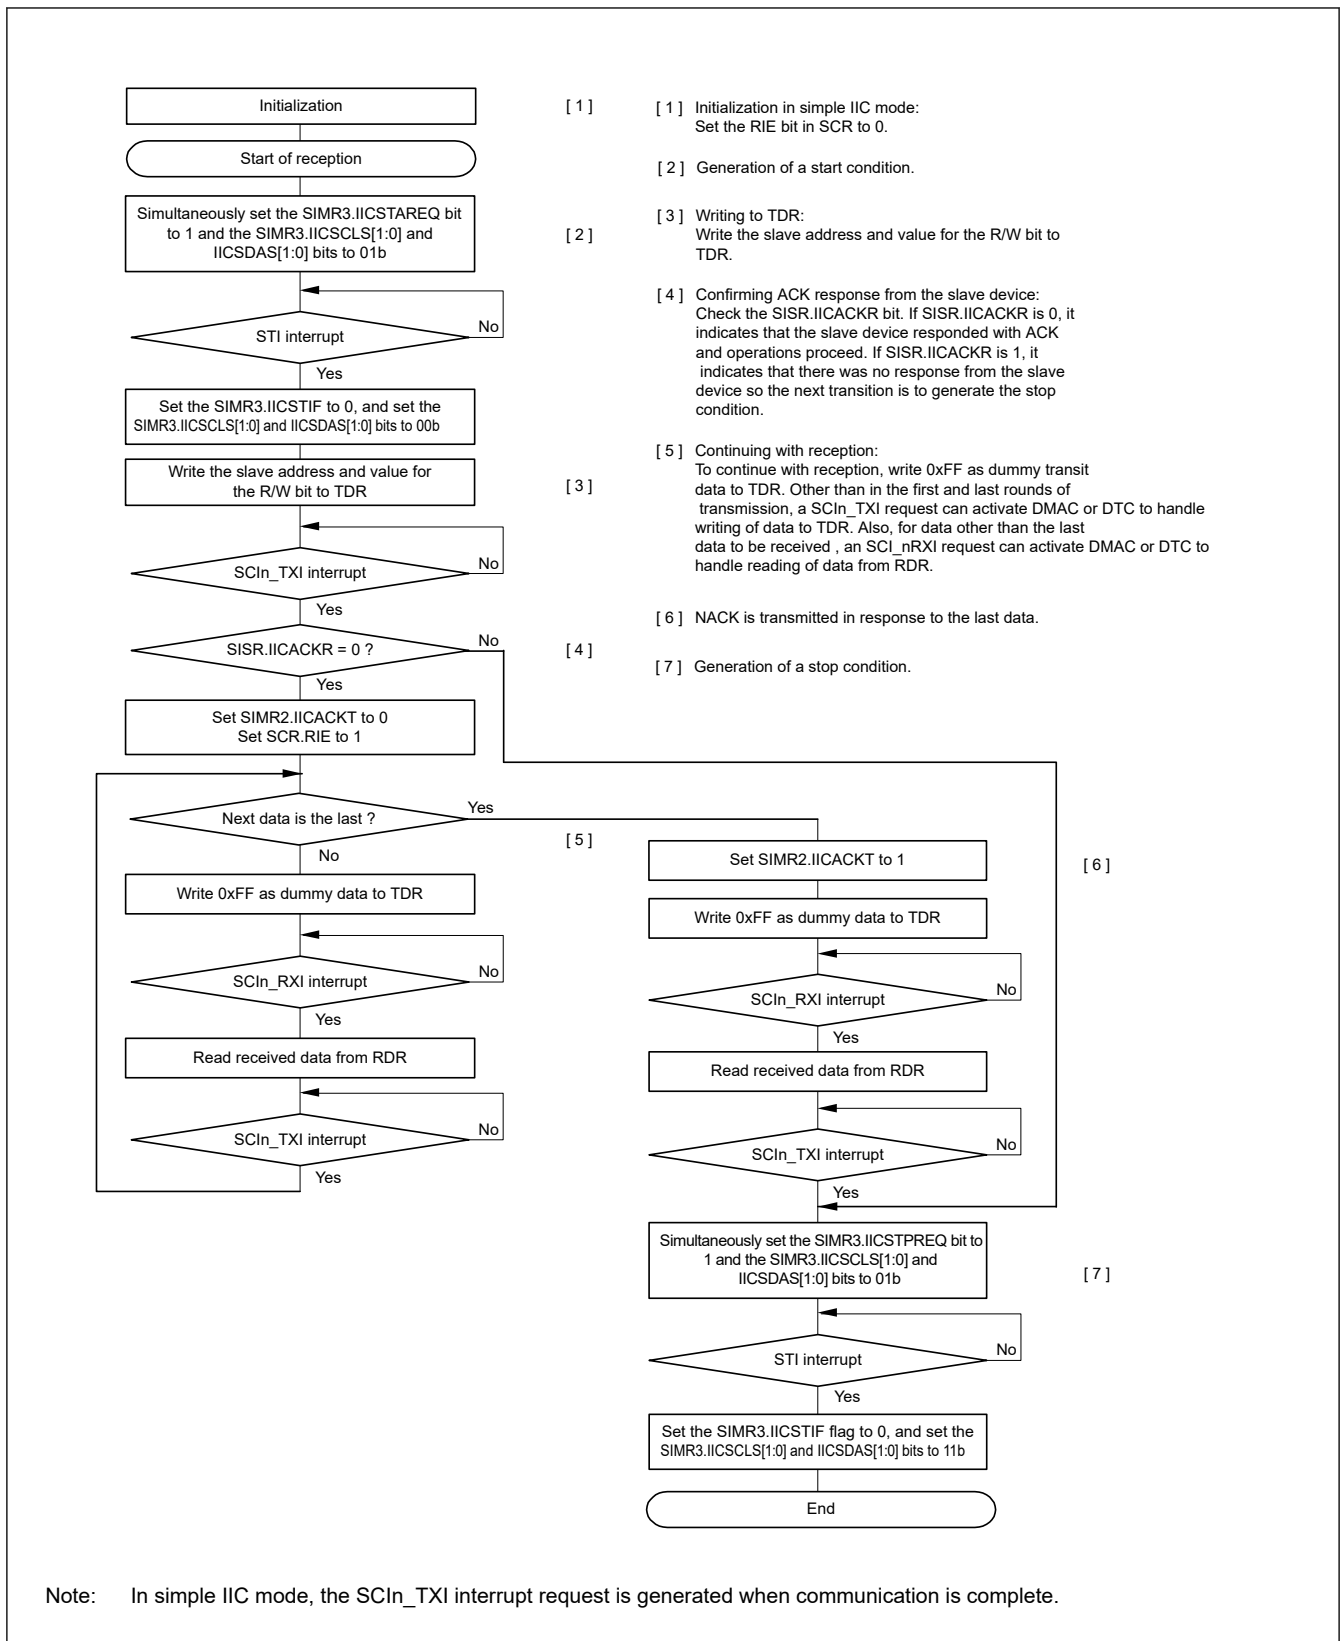 Initialization
[ 1 ]
Start of reception
Simultaneously set the SIMR3.IICSTAREQ bit
to 1 and the SIMR3.IICSCLS[1:0] and
IICSDAS[1:0] bits to 01b
[ 2 ]
STI interrupt
No
Yes
Set the SIMR3.IICSTIF to 0, and set the
SIMR3.IICSCLS[1:0] and IICSDAS[1:0] bits to 00b
Write the slave address and value for
the R/W bit to TDR
[ 3 ]
SCIn_TXI interrupt
No
Yes
SISR.IICACKR = 0 ?
No
[ 4 ]
Yes
Set SIMR2.IICACKT to 0
Set SCR.RIE to 1
Next data is the last ?
Yes
[ 5 ]
No
Write 0xFF as dummy data to TDR
SCIn_RXI interrupt
No
Yes
Read received data from RDR
SCIn_TXI interrupt
No
Yes
[ 1 ] Initialization in simple IIC mode:
Set the RIE bit in SCR to 0.
[ 2 ] Generation of a start condition.
[ 3 ] Writing to TDR:
Write the slave address and value for the R/W bit to
TDR.
[ 4 ] Confirming ACK response from the slave device:
Check the SISR.IICACKR bit. If SISR.IICACKR is 0, it
indicates that the slave device responded with ACK
and operations proceed. If SISR.IICACKR is 1, it
indicates that there was no response from the slave
device so the next transition is to generate the stop
condition.
[ 5 ] Continuing with reception:
To continue with reception, write 0xFF as dummy transit
data to TDR. Other than in the first and last rounds of
transmission, a SCIn_TXI request can activate DMAC or DTC to handle
writing of data to TDR. Also, for data other than the last
data to be received , an SCI_nRXI request can activate DMAC or DTC to
handle reading of data from RDR.
[ 6 ] NACK is transmitted in response to the last data.
[ 7 ] Generation of a stop condition.
Set SIMR2.IICACKT to 1
[ 6 ]
Write 0xFF as dummy data to TDR
SCIn_RXI interrupt
No
Yes
Read received data from RDR
SCIn_TXI interrupt
No
Yes
Simultaneously set the SIMR3.IICSTPREQ bit to
1 and the SIMR3.IICSCLS[1:0] and
IICSDAS[1:0] bits to 01b
[ 7 ]
STI interrupt
No
Yes
Set the SIMR3.IICSTIF flag to 0, and set the
SIMR3.IICSCLS[1:0] and IICSDAS[1:0] bits to 11b
End
Note: In simple IIC mode, the SCIn_TXI interrupt request is generated when communication is complete.